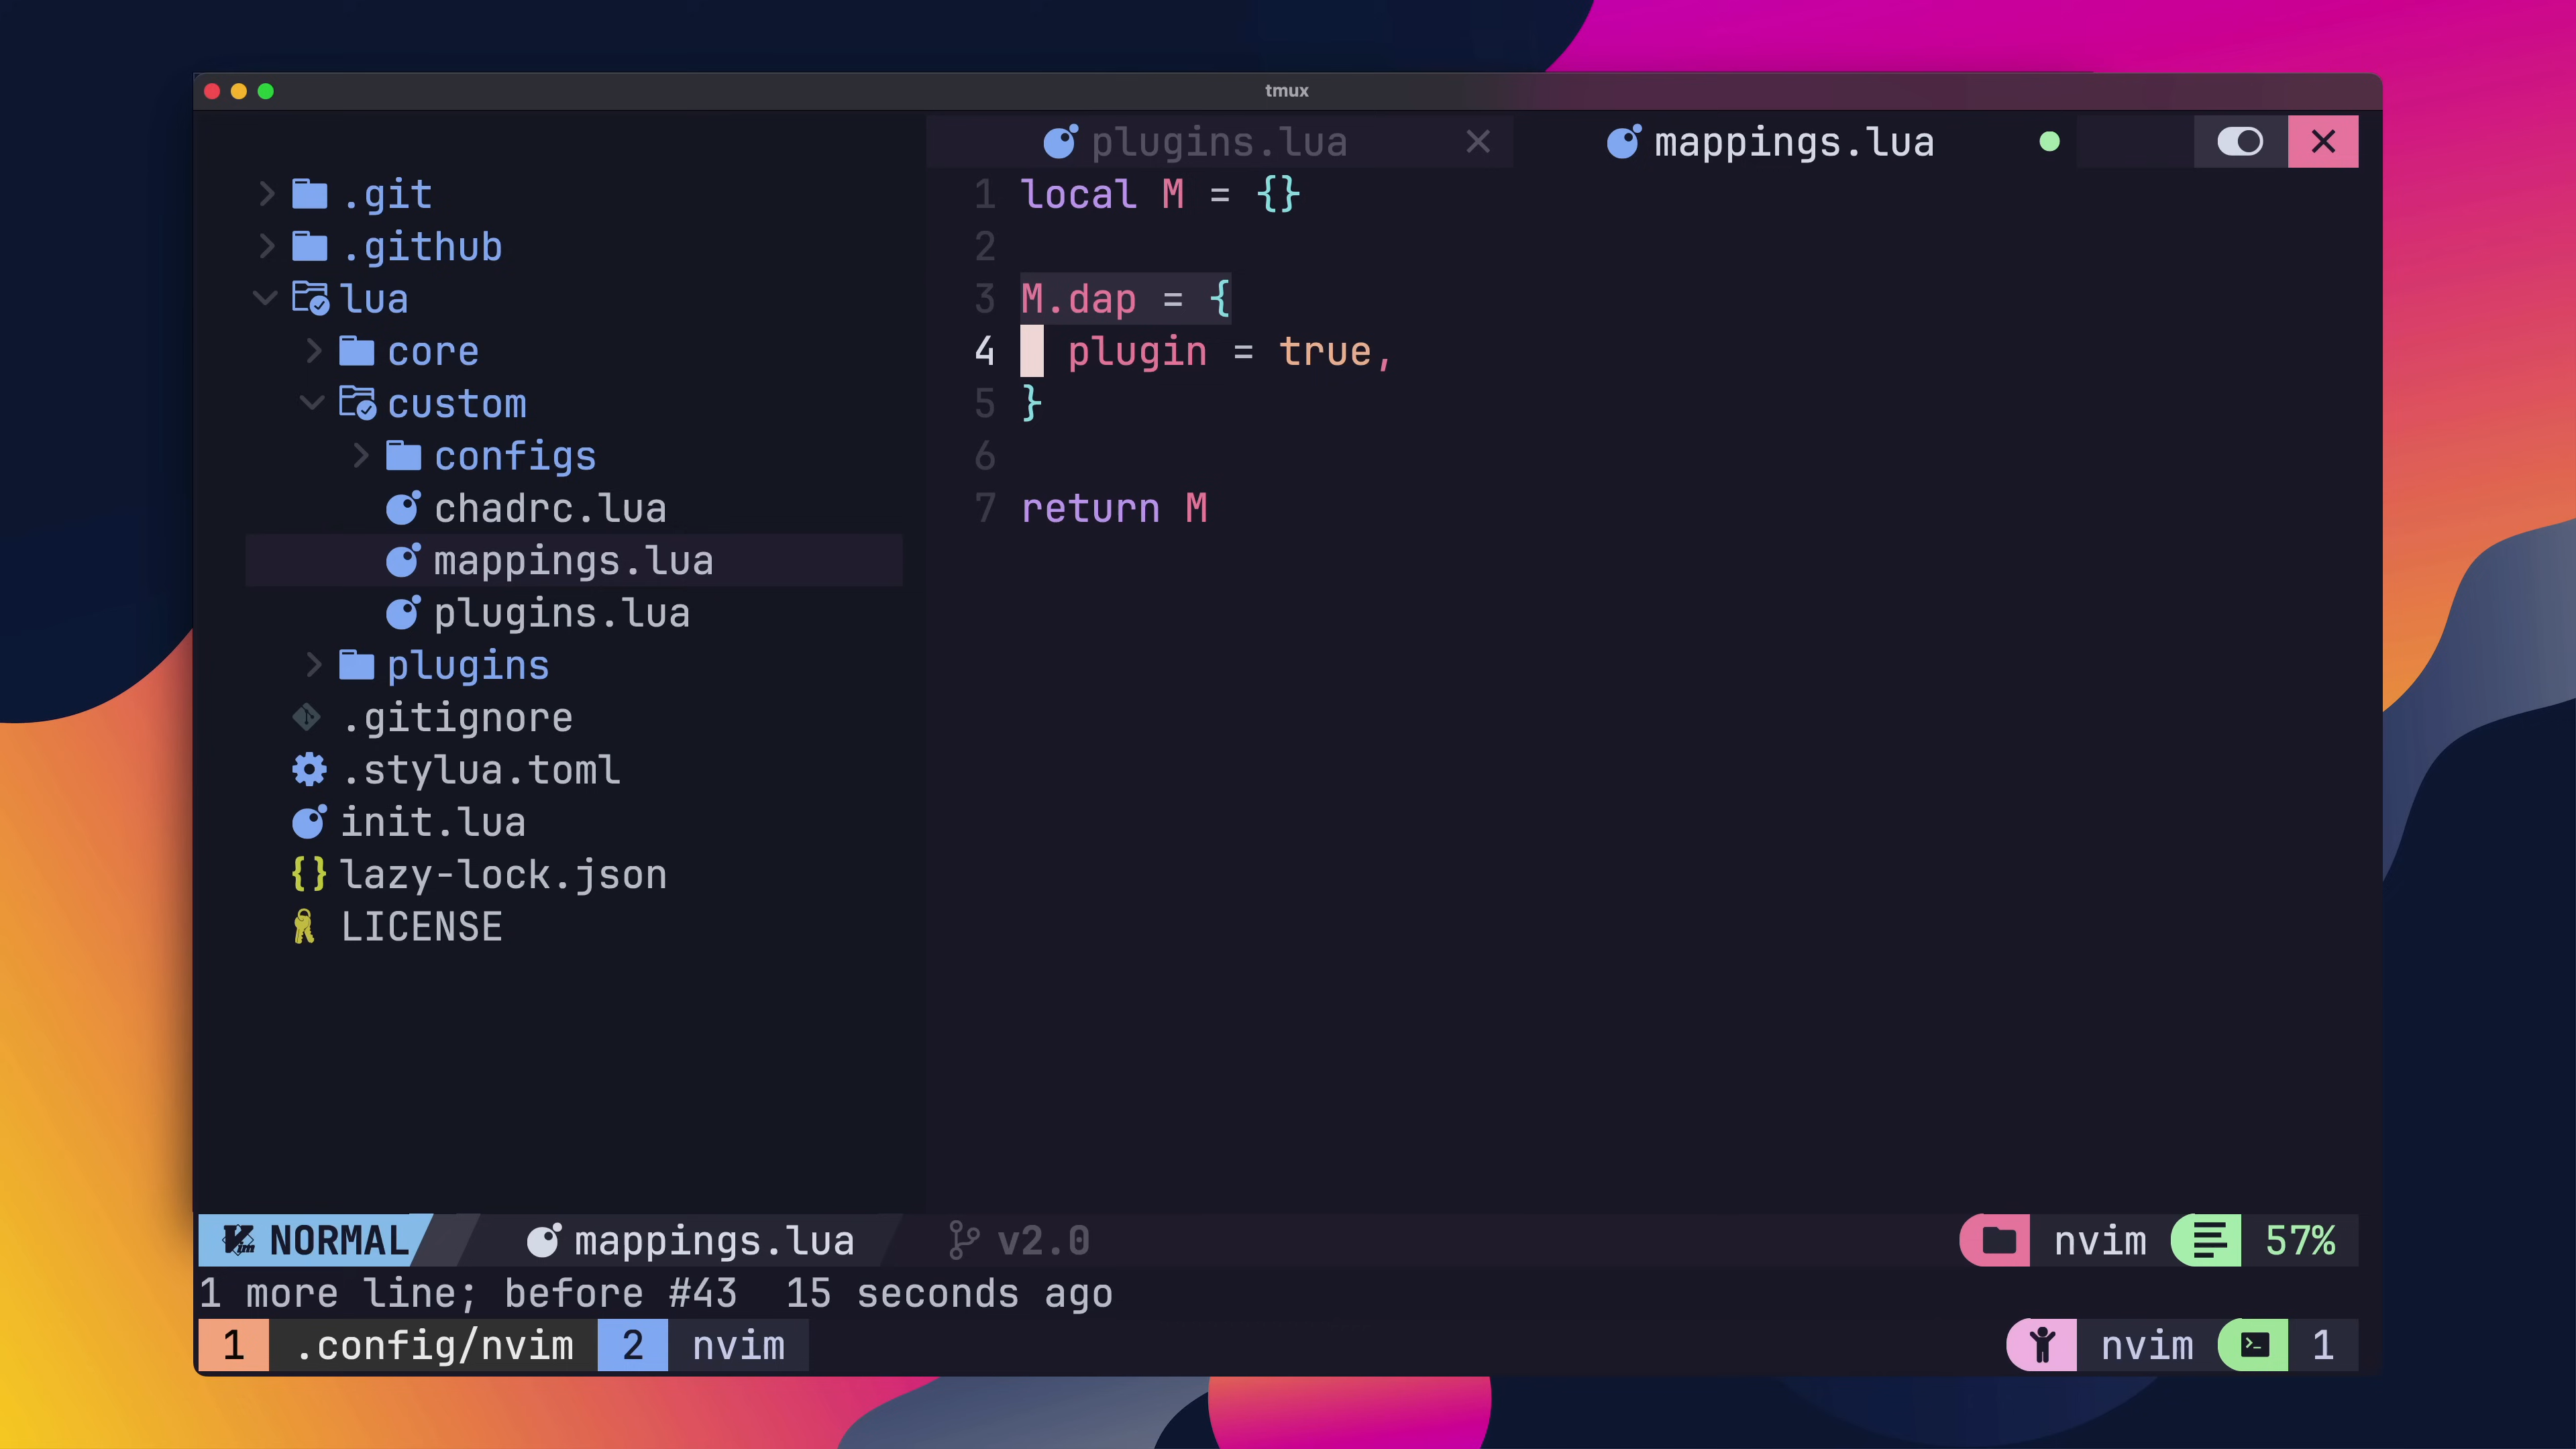 tmux
plugins.lua
mappings.lua
.git
.github
lua
core
custom
configs
chadrc.lua
mappings.lua
plugins.lua
plugins
.gitignore
.stylua.toml
init.lua
lazy-lock.json
LICENSE
1 local M = {}
2
3 M.dap = {
4   plugin = true,
5 }
6
7 return M
NORMAL mappings.lua v2.0 nvim 57%
1 more line; before #43  15 seconds ago
1 .config/nvim 2 nvim nvim 1